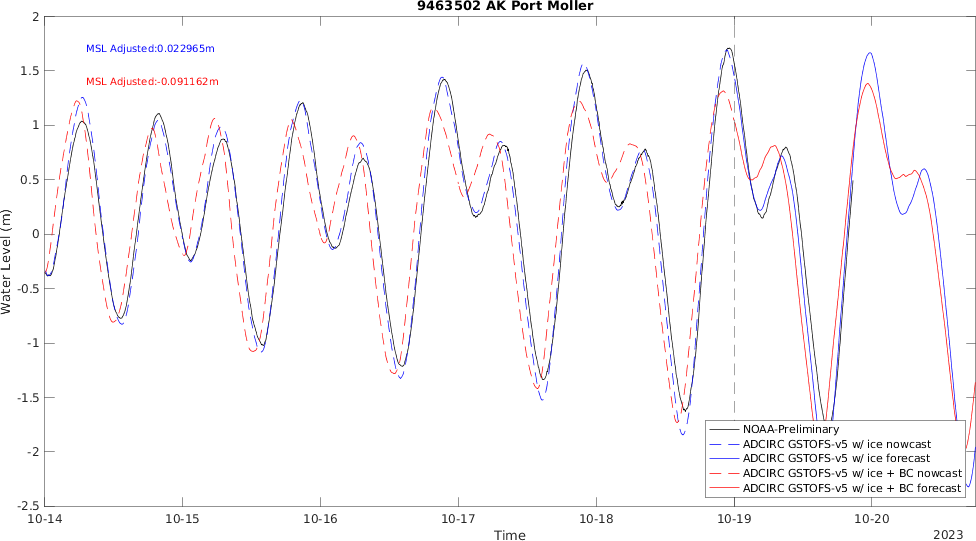 9463502 AK Port Moller
MSL Adjusted:0.022965m
MSL Adjusted:-0.091162m
Water Level (m)
2
1.5
1
0.5
0
-0.5
-1
-1.5
-2
-2.5
NOAA-Preliminary
ADCIRC GSTOFS-v5 w/ ice nowcast
ADCIRC GSTOFS-v5 w/ ice forecast
ADCIRC GSTOFS-v5 w/ ice + BC nowcast
ADCIRC GSTOFS-v5 w/ ice + BC forecast
10-14 10-15 10-16 10-17 10-18 10-19 10-20
Time
2023